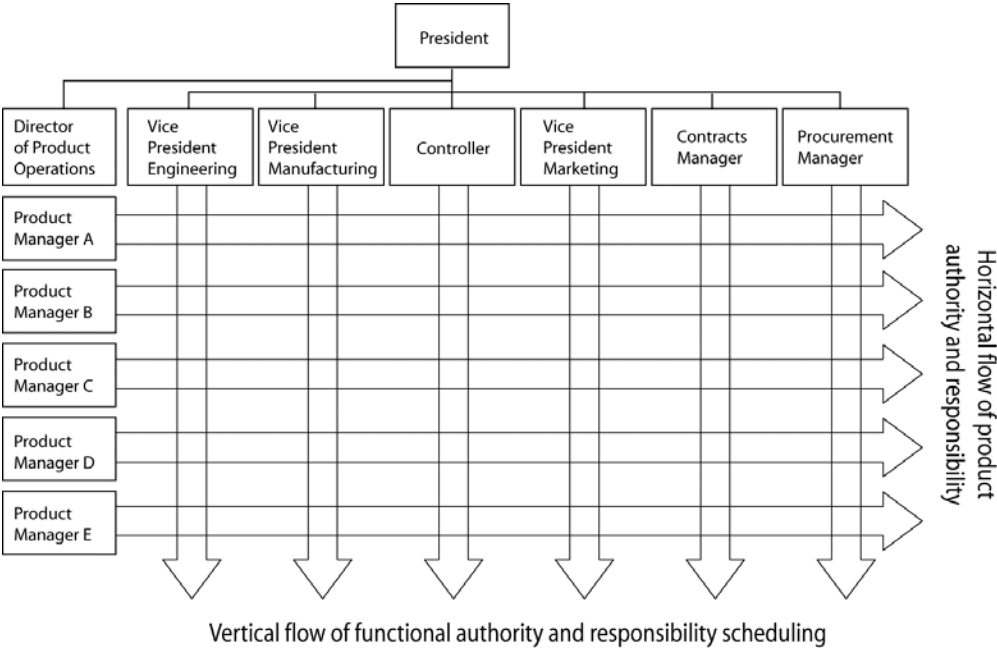 President
Director
of Product
Operations
Vice
President
Engineering
Vice
President
Manufacturing
Controller
Vice
President
Marketing
Contracts
Manager
Procurement
Manager
Product
Manager A
Product
Manager B
Product
Manager C
Product
Manager D
Product
Manager E
Horizontal flow of product
authority and responsibility
Vertical flow of functional authority and responsibility scheduling